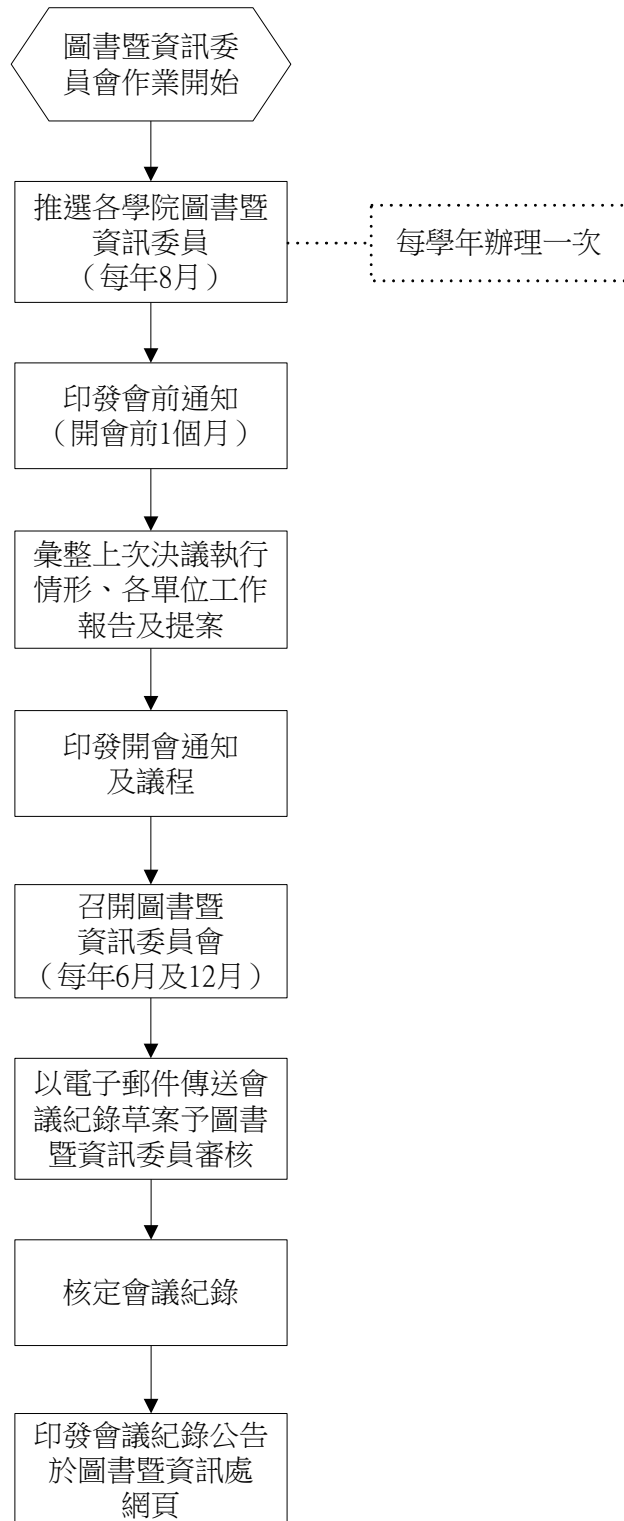 圖書暨資訊委
員會作業開始
推選各學院圖書暨
資訊委員
（每年8月）
每學年辦理一次
印發會前通知
（開會前1個月）
彙整上次決議執行
情形、各單位工作
報告及提案
印發開會通知
及議程
召開圖書暨
資訊委員會
（每年6月及12月）
以電子郵件傳送會
議紀錄草案予圖書
暨資訊委員審核
核定會議紀錄
印發會議紀錄公告
於圖書暨資訊處
網頁